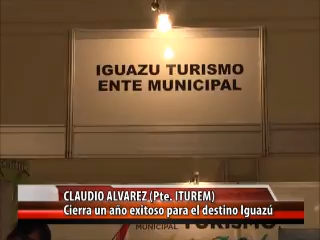 IGUAZU TURISMO
ENTE MUNICIPAL
CLAUDIO ALVAREZ (Pte. ITUREM)
Cierra un año exitoso para el destino Iguazú
TURISMO
MUNICIPAL